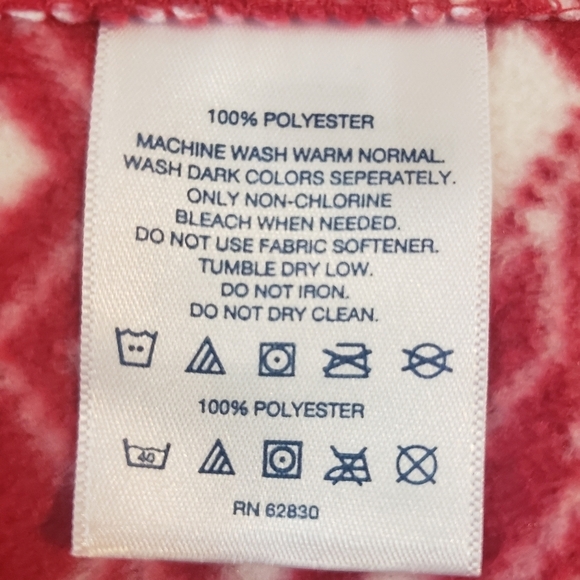 100% POLYESTER
MACHINE WASH WARM NORMAL.
WASH DARK COLORS SEPERATELY.
ONLY NON-CHLORINE
BLEACH WHEN NEEDED.
DO NOT USE FABRIC SOFTENER.
TUMBLE DRY LOW.
DO NOT IRON.
DO NOT DRY CLEAN.
100% POLYESTER
40
RN 62830